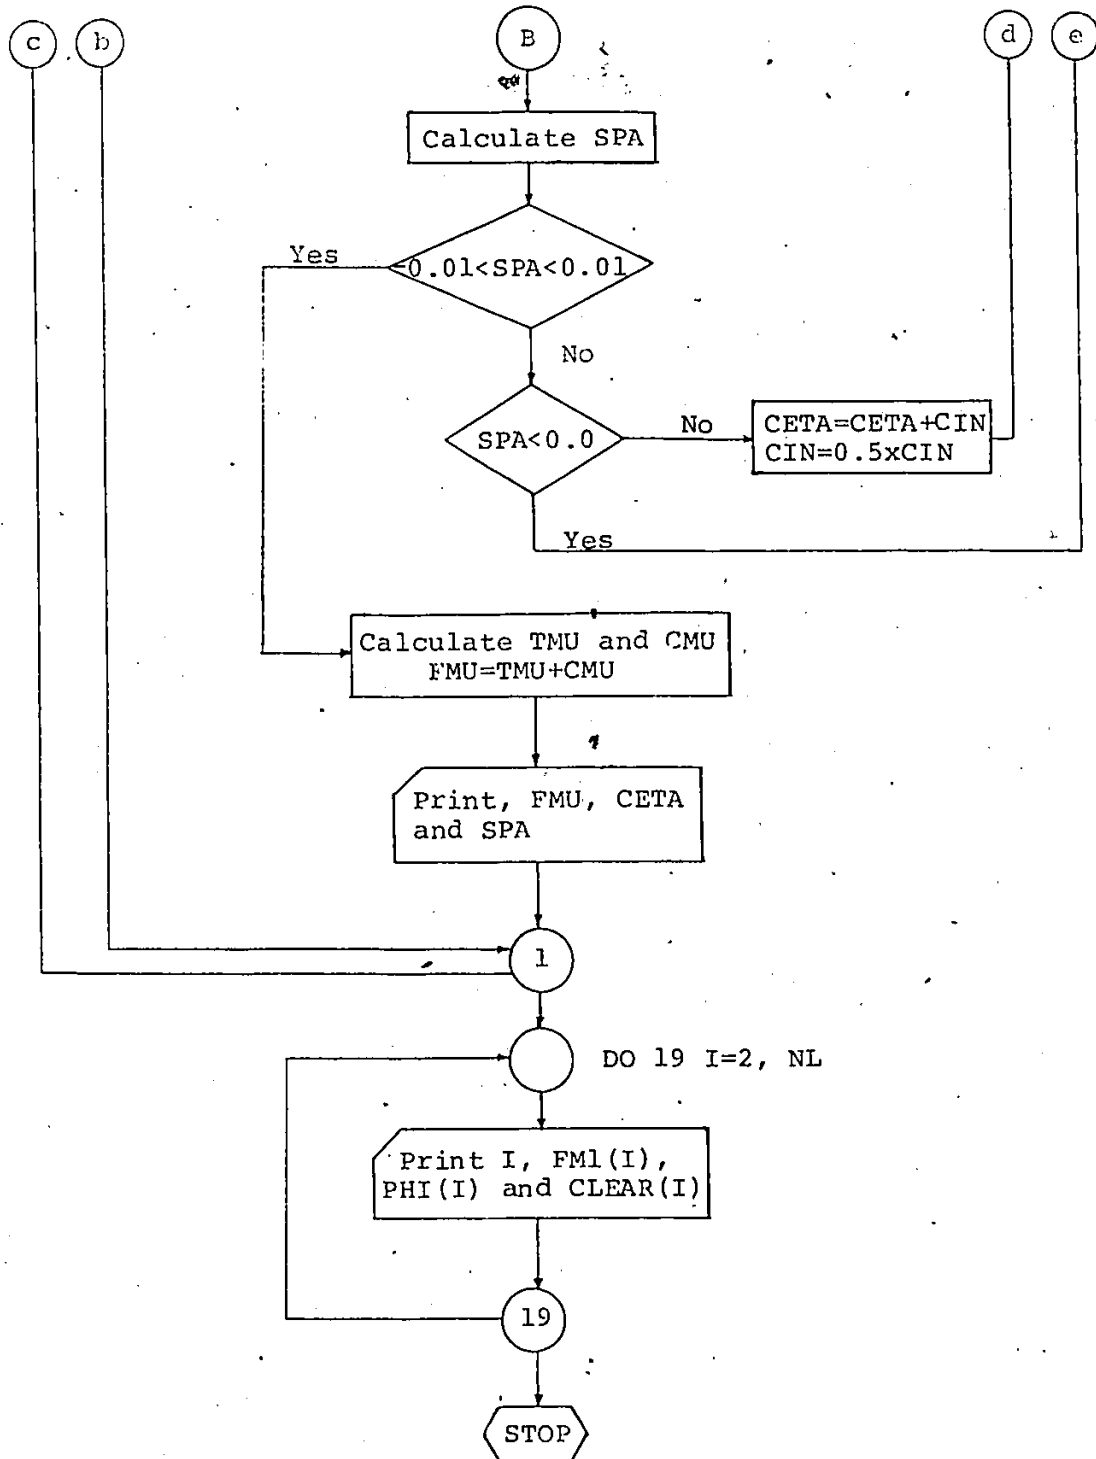 c b B d e
Calculate SPA
Yes
-0.01<SPA<0.01
No
SPA<0.0
No
CETA=CETA+CIN
CIN=0.5xCIN
Yes
Calculate TMU and CMU
FMU=TMU+CMU
Print, FMU, CETA
and SPA
1
DO 19 I=2, NL
Print I, FM1(I),
PHI(I) and CLEAR(I)
19
STOP